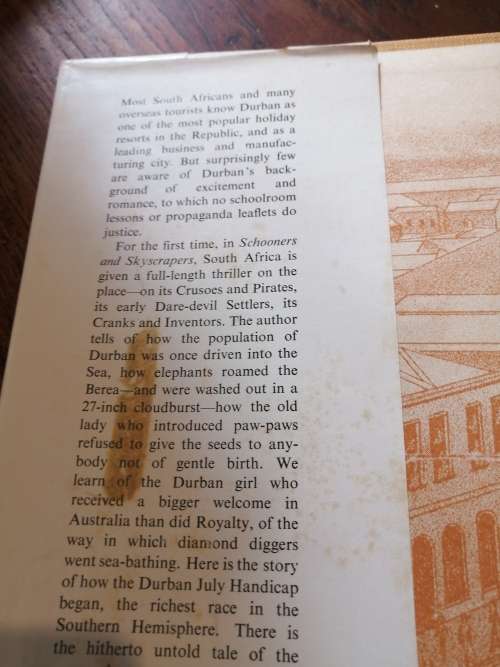 Most South Africans and many
overseas tourists know Durban as
one of the most popular holiday
resorts in the Republic, and as a
leading business and manufac-
turing city. But surprisingly few
are aware of Durban's back-
ground of excitement and
romance, to which no schoolroom
lessons or propaganda leaflets do
justice.
For the first time, in Schooners
and Skyscrapers, South Africa is
given a full-length thriller on the
place—on its Crusoes and Pirates,
its early Dare-devil Settlers, its
Cranks and Inventors. The author
tells of how the population of
Durban was once driven into the
Sea, how elephants roamed the
Berea—and were washed out in a
27-inch cloudburst—how the old
lady who introduced paw-paws
refused to give the seeds to any-
body not of gentle birth. We
learn of the Durban girl who
received a bigger welcome in
Australia than did Royalty, of the
way in which diamond diggers
went sea-bathing. Here is the story
of how the Durban July Handicap
began, the richest race in the
Southern Hemisphere. There is
the hitherto untold tale of the